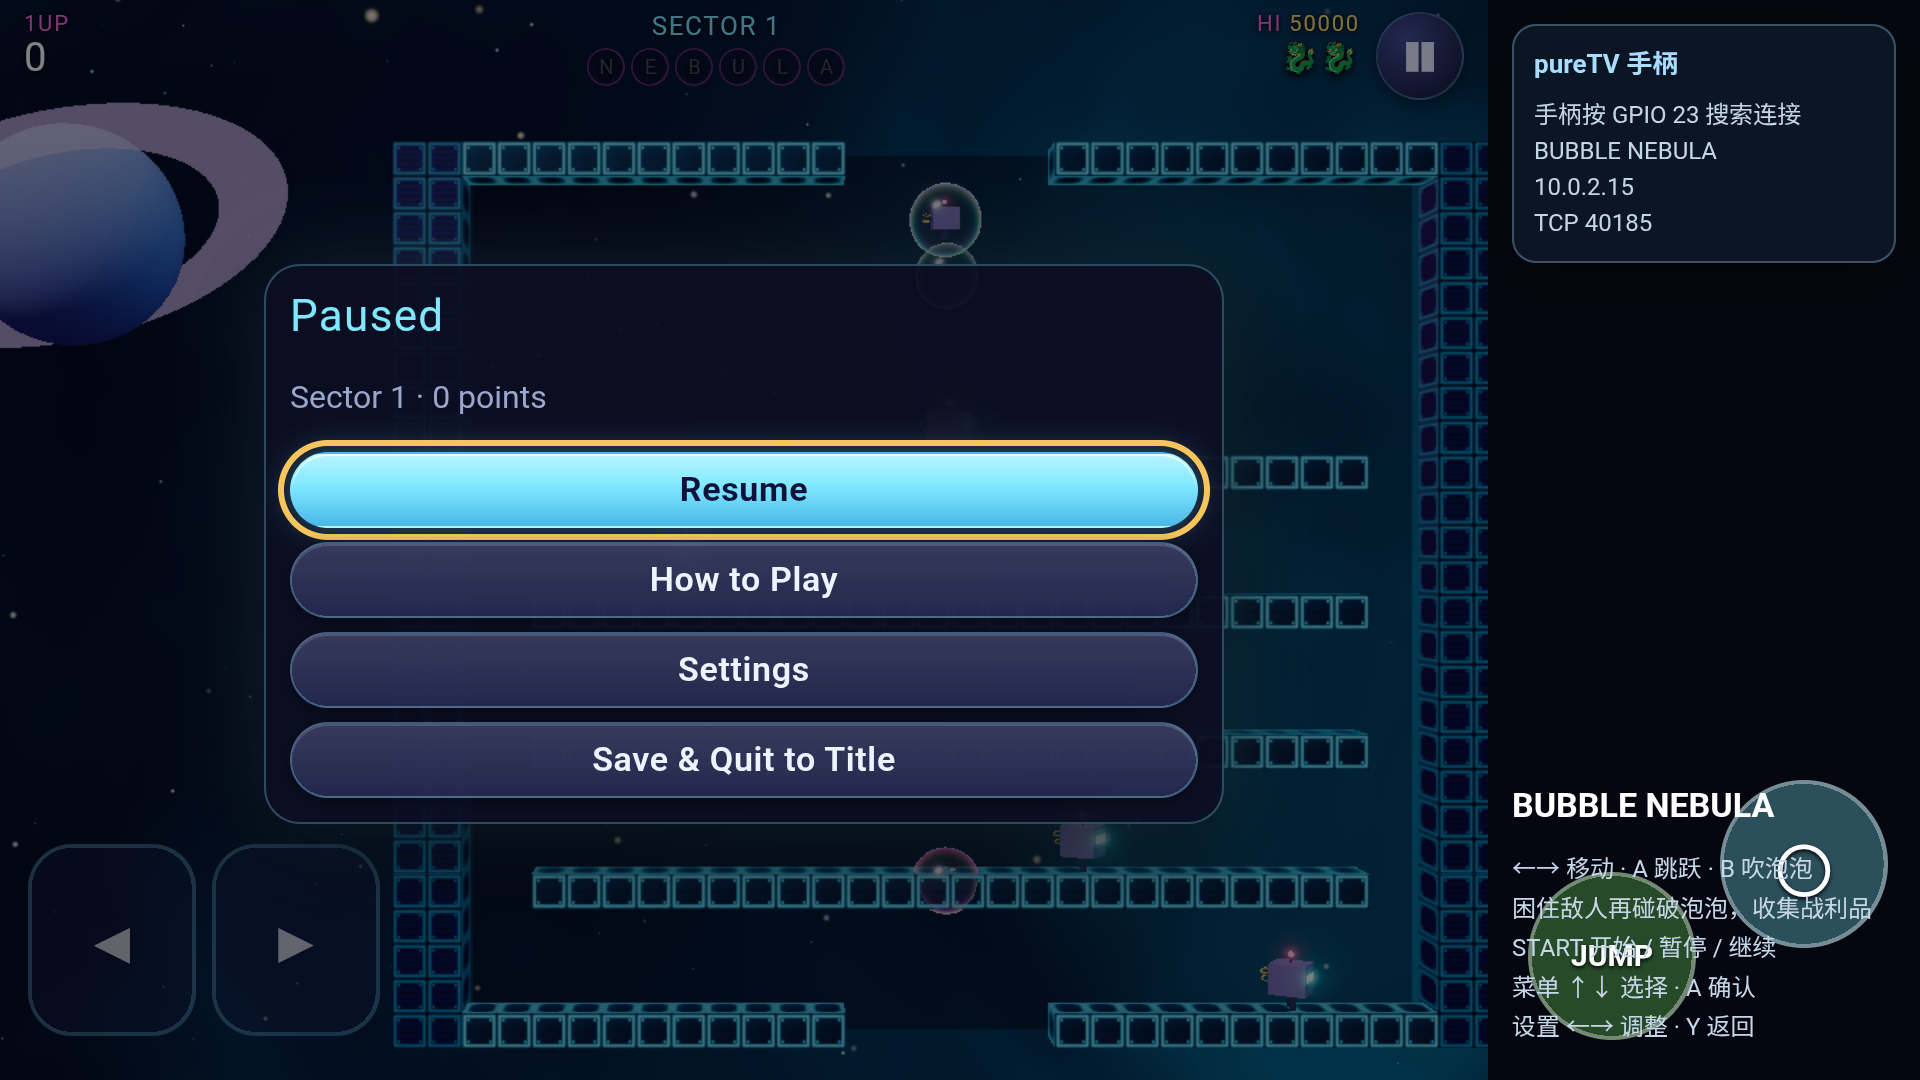 1UP
0
SECTOR 1
N E B U L A
HI 50000
Paused
Sector 1 · 0 points
Resume
How to Play
Settings
Save & Quit to Title
pureTV 手柄
手柄按 GPIO 23 搜索连接
BUBBLE NEBULA
10.0.2.15
TCP 40185
BUBBLE NEBULA
←→ 移动 · A 跳跃 · B 吹泡泡
困住敌人再碰破泡泡，收集战利品
START 开始 / 暂停 / 继续
JUMP
菜单 ↑↓ 选择 · A 确认
设置 ←→ 调整 · Y 返回